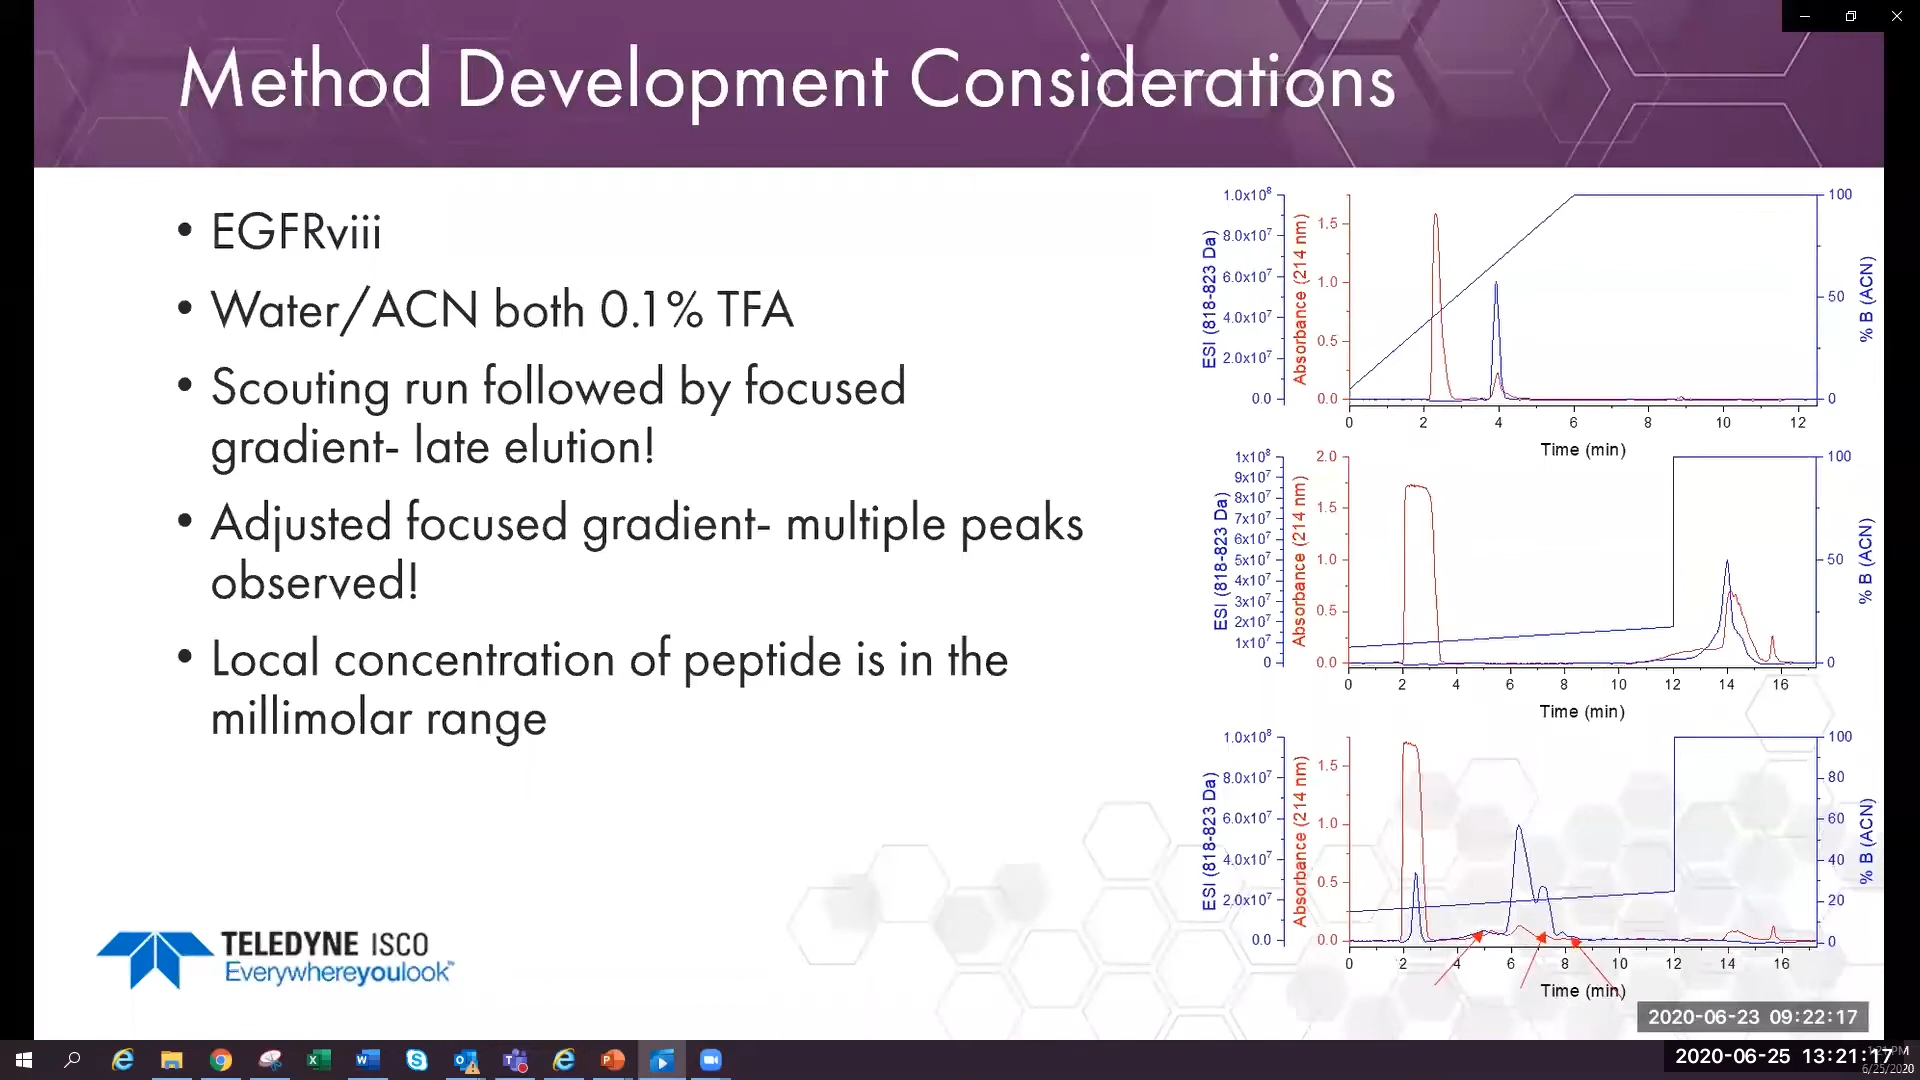 Method Development Considerations
• EGFRviii
• Water/ACN both 0.1% TFA
• Scouting run followed by focused
gradient- late elution!
• Adjusted focused gradient- multiple peaks
observed!
• Local concentration of peptide is in the
millimolar range
TELEDYNE ISCO
Everywhereyoulook™
ESI (818-823 Da)
1.0x10⁸
8.0x10⁷
6.0x10⁷
4.0x10⁷
2.0x10⁷
0.0
Absorbance (214 nm)
1.5
1.0
0.5
0.0
100
50
0
% B (ACN)
0 2 4 6 8 10 12
Time (min)
ESI (818-823 Da)
1x10⁸
9x10⁷
8x10⁷
7x10⁷
6x10⁷
5x10⁷
4x10⁷
3x10⁷
2x10⁷
1x10⁷
0
Absorbance (214 nm)
2.0
1.5
1.0
0.5
0.0
100
50
0
% B (ACN)
0 2 4 6 8 10 12 14 16
Time (min)
ESI (818-823 Da)
1.0x10⁸
8.0x10⁷
6.0x10⁷
4.0x10⁷
2.0x10⁷
0.0
Absorbance (214 nm)
1.5
1.0
0.5
0.0
100
80
60
40
20
0
% B (ACN)
0 2 4 6 8 10 12 14 16
Time (min)
2020-06-23 09:22:17
2020-06-25 13:21:17
6/25/2020